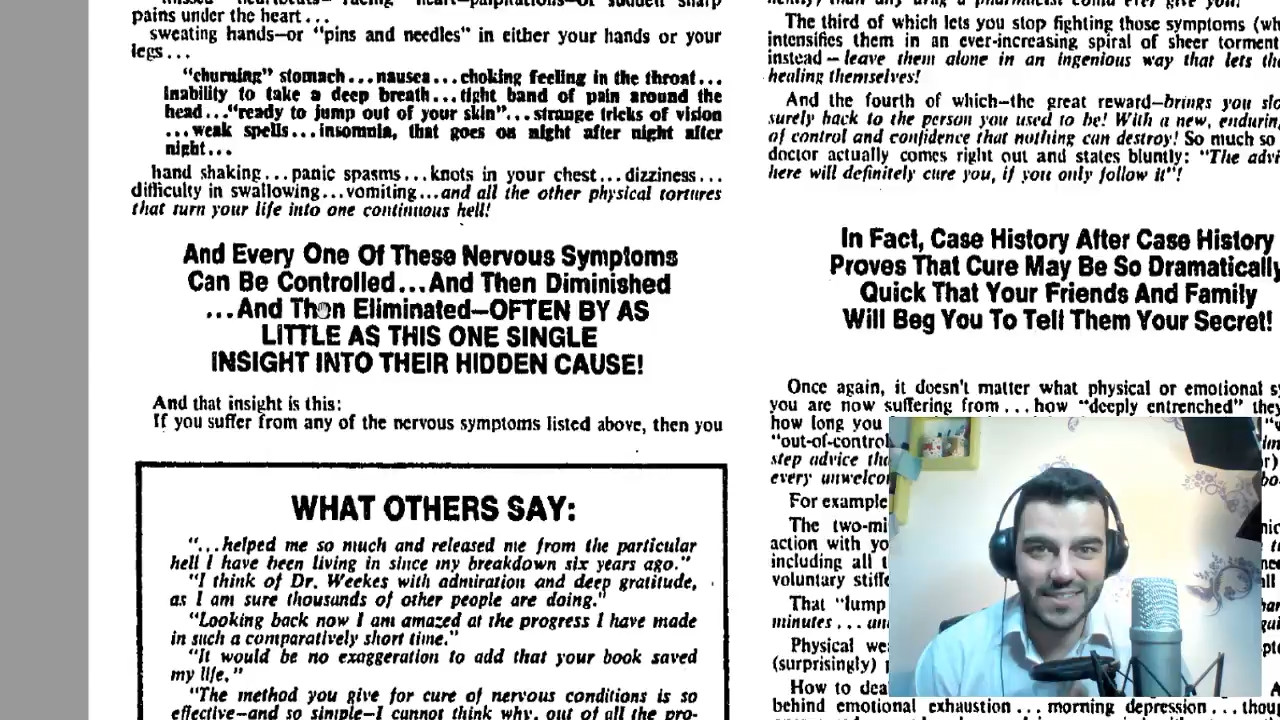 pains under the heart...
sweating hands—or "pins and needles" in either your hands or your
legs...
"churning" stomach...nausea...choking feeling in the throat...
inability to take a deep breath...tight band of pain around the
head..."ready to jump out of your skin"...strange tricks of vision
...weak spells...insomnia, that goes on night after night after
night...
hand shaking...panic spasms...knots in your chest...dizziness...
difficulty in swallowing...vomiting...and all the other physical tortures
that turn your life into one continuous hell!
And Every One Of These Nervous Symptoms
Can Be Controlled...And Then Diminished
...And Then Eliminated—OFTEN BY AS
LITTLE AS THIS ONE SINGLE
INSIGHT INTO THEIR HIDDEN CAUSE!
And that insight is this:
If you suffer from any of the nervous symptoms listed above, then you
WHAT OTHERS SAY:
"...helped me so much and released me from the particular
hell I have been living in since my breakdown six years ago."
"I think of Dr. Weekes with admiration and deep gratitude,
as I am sure thousands of other people are doing."
"Looking back now I am amazed at the progress I have made
in such a comparatively short time."
"It would be no exaggeration to add that your book saved
my life."
"The method you give for cure of nervous conditions is so
effective—and so simple—I cannot think why, out of all the pro-
The third of which lets you stop fighting those symptoms
intensifies them in an ever-increasing spiral of sheer torment
instead — leave them alone in an ingenious way that lets
healing themselves!
And the fourth of which—the great reward—brings you
surely back to the person you used to be! With a new,
of control and confidence that nothing can destroy! So much so
doctor actually comes right out and states bluntly: "The
here will definitely cure you, if you only follow it"!
In Fact, Case History After Case History
Proves That Cure May Be So Dramatically
Quick That Your Friends And Family
Will Beg You To Tell Them Your Secret!
Once again, it doesn't matter what physical or emotional
you are now suffering from ... how "deeply entrenched"
how long you
"out-of-control
step advice
every
For example
The
action with
including all
voluntary
That "lump
minutes ...
Physical
(surprisingly)
How to
behind emotional exhaustion ... morning depression ...